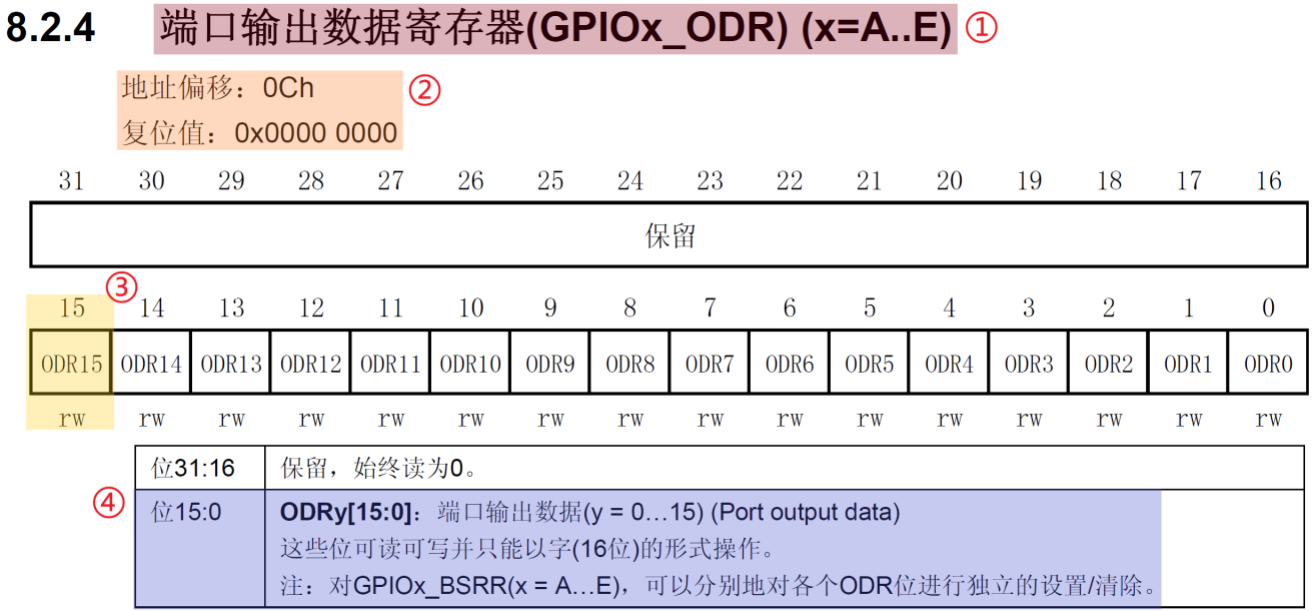 8.2.4 端口输出数据寄存器(GPIOx_ODR) (x=A..E) ①
地址偏移：0Ch ②
复位值：0x0000 0000
31 30 29 28 27 26 25 24 23 22 21 20 19 18 17 16
保留
③
15 14 13 12 11 10 9 8 7 6 5 4 3 2 1 0
ODR15 ODR14 ODR13 ODR12 ODR11 ODR10 ODR9 ODR8 ODR7 ODR6 ODR5 ODR4 ODR3 ODR2 ODR1 ODR0
rw rw rw rw rw rw rw rw rw rw rw rw rw rw rw rw
位31:16 保留，始终读为0。
④ 位15:0 ODRy[15:0]：端口输出数据(y = 0…15) (Port output data)
这些位可读可写并只能以字(16位)的形式操作。
注：对GPIOx_BSRR(x = A…E)，可以分别地对各个ODR位进行独立的设置/清除。